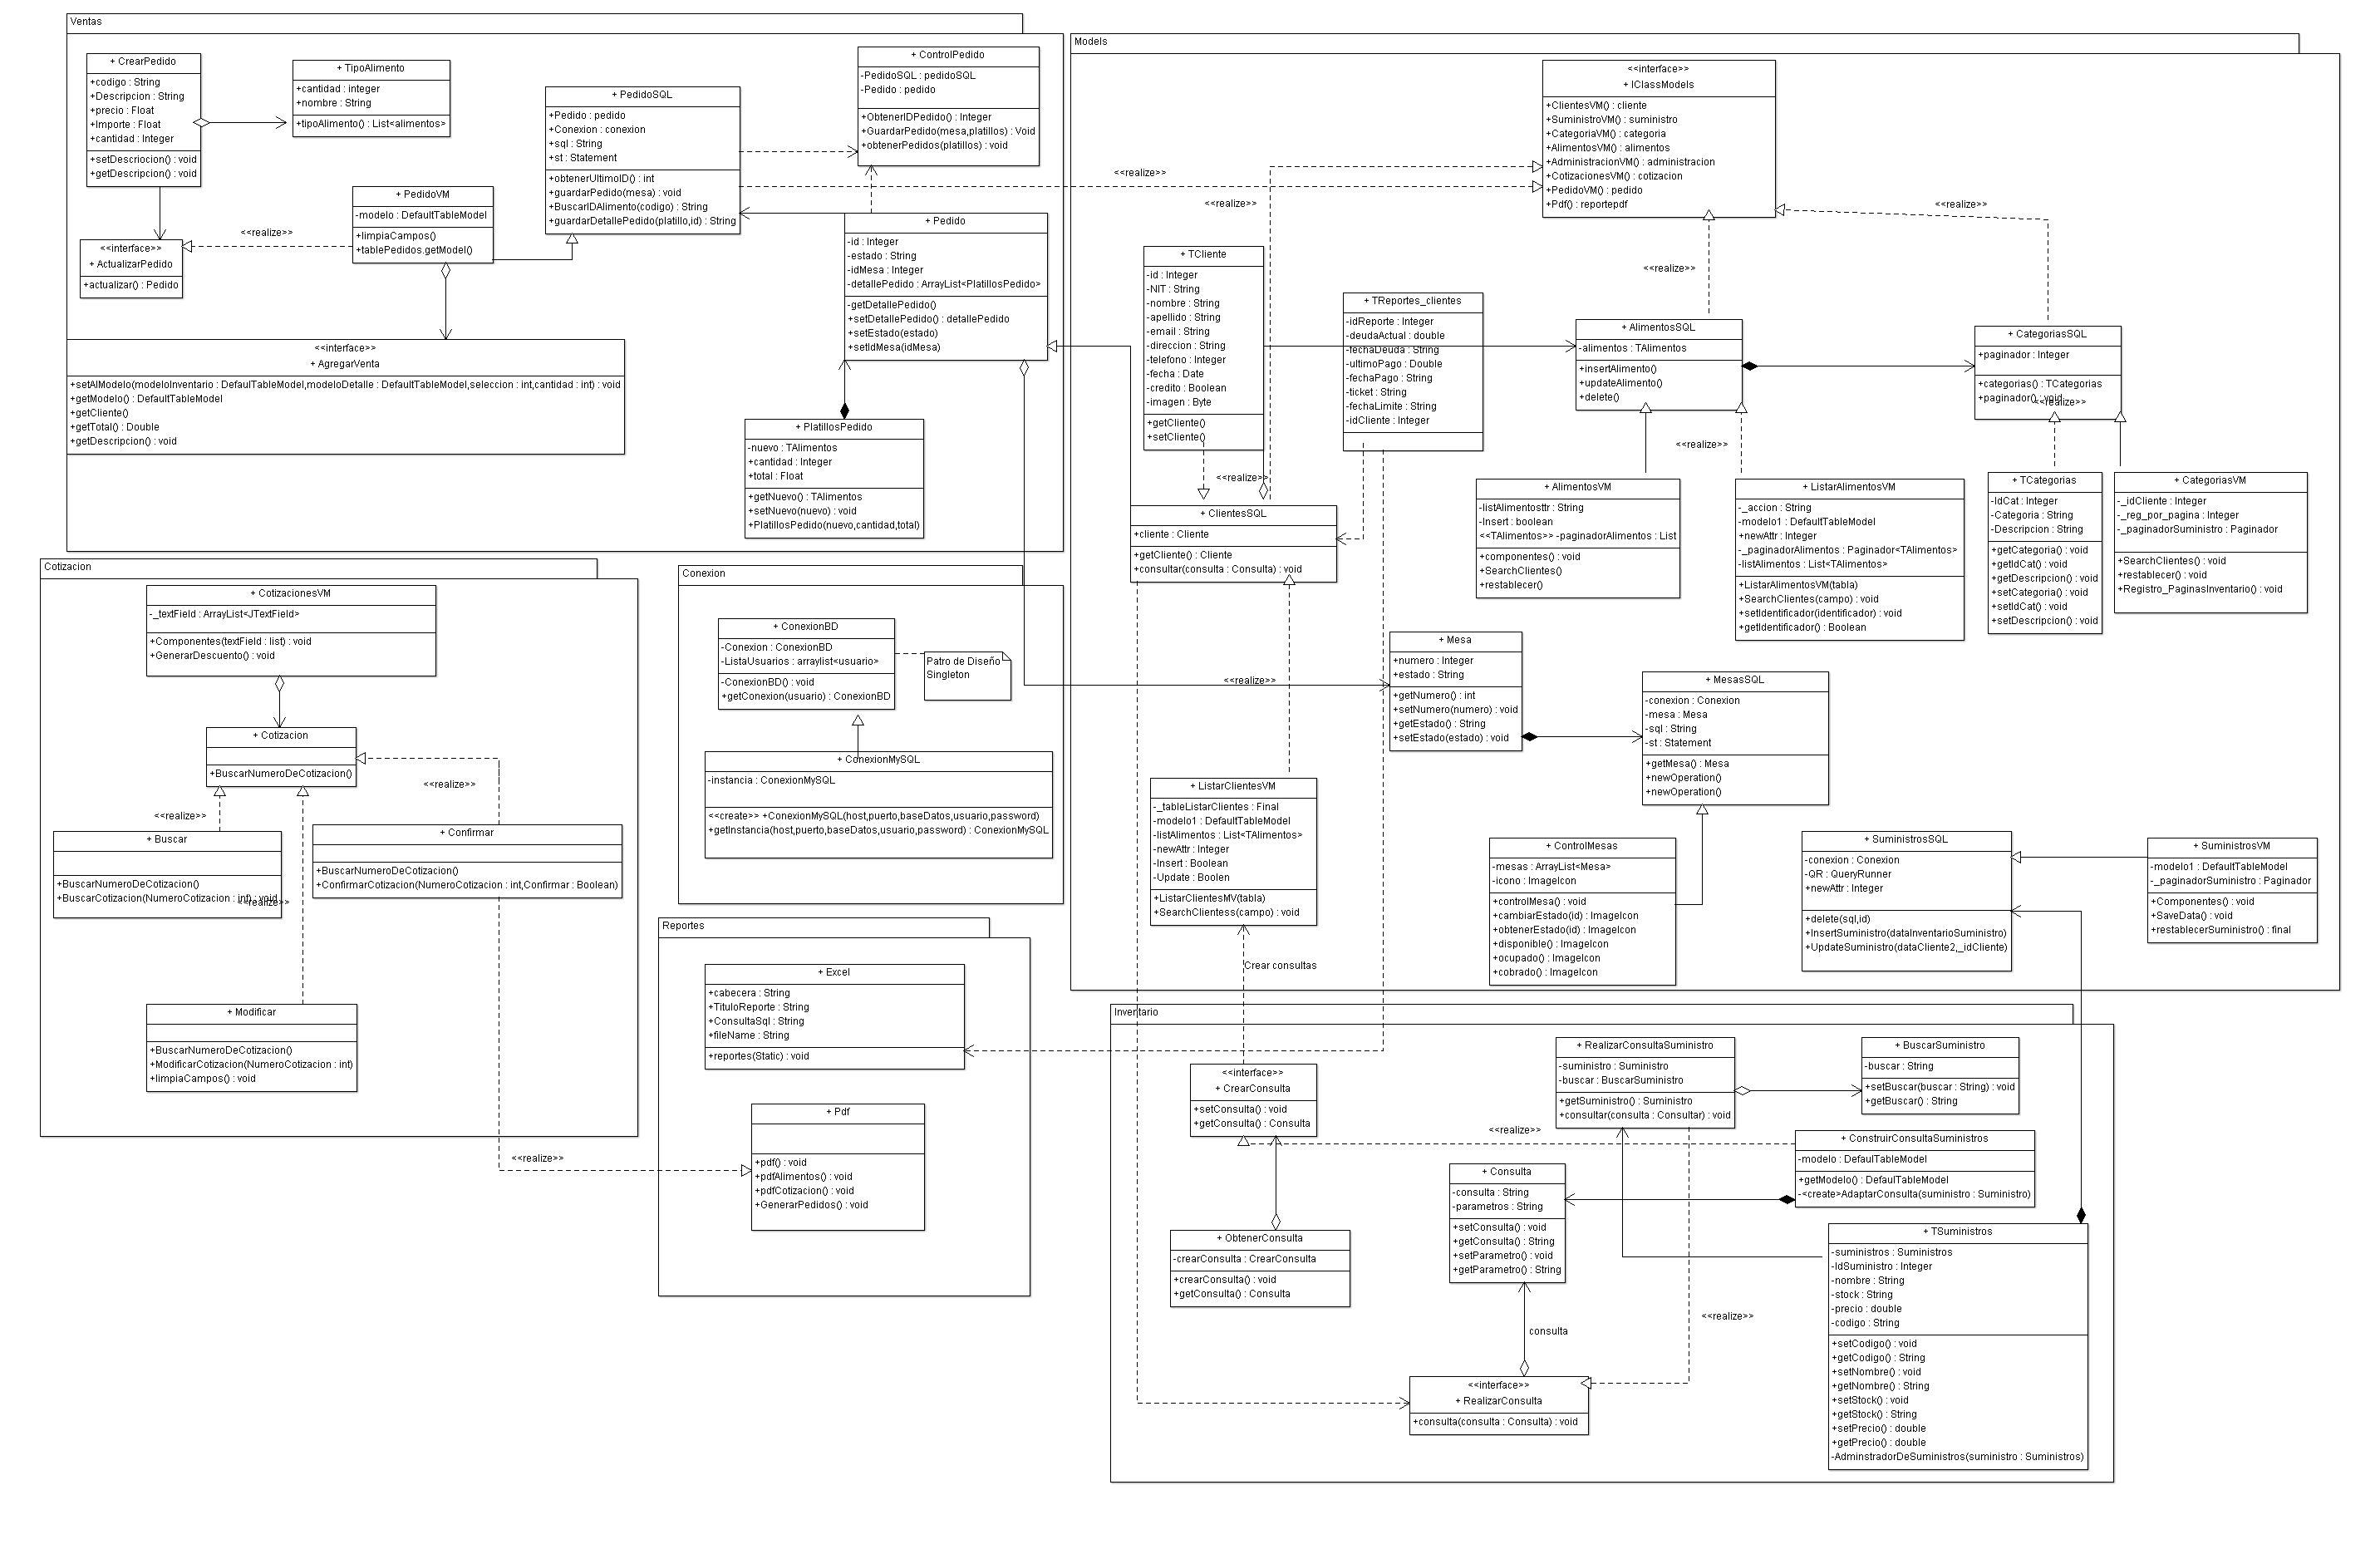 Ventas
+ CrearPedido
+codigo : String
+Descripcion : String
+precio : Float
+Importe : Float
+cantidad : Integer
+setDescriocion() : void
+getDescripcion() : void
+ TipoAlimento
+cantidad : integer
+nombre : String
+tipoAlimento() : List<alimentos>
+ PedidoVM
-modelo : DefaultTableModel
+limpiaCampos()
+tablePedidos.getModel()
<<realize>>
<<interface>>
+ ActualizarPedido
+actualizar() : Pedido
+ PedidoSQL
+Pedido : pedido
+Conexion : conexion
+sql : String
+st : Statement
+obtenerUltimoID() : int
+guardarPedido(mesa) : void
+BuscarIDAlimento(codigo) : String
+guardarDetallePedido(platillo,id) : String
+ ControlPedido
-PedidoSQL : pedidoSQL
-Pedido : pedido
+ObtenerIDPedido() : Integer
+GuardarPedido(mesa,platillos) : Void
+obtenerPedidos(platillos) : void
+ Pedido
-id : Integer
-estado : String
-idMesa : Integer
-detallePedido : ArrayList<PlatillosPedido>
-getDetallePedido()
+setDetallePedido() : detallePedido
+setEstado(estado)
+setIdMesa(idMesa)
<<interface>>
+ AgregarVenta
+setAlModelo(modeloInventario : DefaulTableModel,modeloDetalle : DefaultTableModel,seleccion : int,cantidad : int) : void
+getModelo() : DefaultTableModel
+getCliente()
+getTotal() : Double
+getDescripcion() : void
+ PlatillosPedido
-nuevo : TAlimentos
+cantidad : Integer
+total : Float
+getNuevo() : TAlimentos
+setNuevo(nuevo) : void
+PlatillosPedido(nuevo,cantidad,total)
Models
<<interface>>
+ IClassModels
+ClientesVM() : cliente
+SuministroVM() : suministro
+CategoriaVM() : categoria
+AlimentosVM() : alimentos
+AdministracionVM() : administracion
+CotizacionesVM() : cotizacion
+PedidoVM() : pedido
+Pdf() : reportepdf
<<realize>>
<<realize>>
<<realize>>
<<realize>>
+ TCliente
-id : Integer
-NIT : String
-nombre : String
-apellido : String
-email : String
-direccion : String
-telefono : Integer
-fecha : Date
-credito : Boolean
-imagen : Byte
+getCliente()
+setCliente()
<<realize>>
+ TReportes_clientes
-idReporte : Integer
-deudaActual : double
-fechaDeuda : String
-ultimoPago : Double
-fechaPago : String
-ticket : String
-fechaLimite : String
-idCliente : Integer
+ AlimentosSQL
-alimentos : TAlimentos
+insertAlimento()
+updateAlimento()
+delete()
<<realize>>
+ CategoriasSQL
+paginador : Integer
+categorias() : TCategorias
+paginador() : void
<<realize>>
+ AlimentosVM
-listAlimentosttr : String
-Insert : boolean
<<TAlimentos>> -paginadorAlimentos : List
+componentes() : void
+SearchClientes()
+restablecer()
+ ListarAlimentosVM
-_accion : String
-modelo1 : DefaultTableModel
+newAttr : Integer
-_paginadorAlimentos : Paginador<TAlimentos>
-listAlimentos : List<TAlimentos>
+ListarAlimentosVM(tabla)
+SearchClientes(campo) : void
+setIdentificador(identificador) : void
+getIdentificador() : Boolean
+ TCategorias
-IdCat : Integer
-Categoria : String
-Descripcion : String
+getCategoria() : void
+getIdCat() : void
+getDescripcion() : void
+setCategoria() : void
+setIdCat() : void
+setDescripcion() : void
+ CategoriasVM
-_idCliente : Integer
-_reg_por_pagina : Integer
-_paginadorSuministro : Paginador
+SearchClientes() : void
+restablecer() : void
+Registro_PaginasInventario() : void
+ ClientesSQL
+cliente : Cliente
+getCliente() : Cliente
+consultar(consulta : Consulta) : void
<<realize>>
+ Mesa
+numero : Integer
+estado : String
+getNumero() : int
+setNumero(numero) : void
+getEstado() : String
+setEstado(estado) : void
+ MesasSQL
-conexion : Conexion
-mesa : Mesa
-sql : String
-st : Statement
+getMesa() : Mesa
+newOperation()
+newOperation()
+ ListarClientesVM
-_tableListarClientes : Final
-modelo1 : DefaultTableModel
-listAlimentos : List<TAlimentos>
-newAttr : Integer
-Insert : Boolean
-Update : Boolen
+ListarClientesMV(tabla)
+SearchClientess(campo) : void
Crear consultas
+ ControlMesas
-mesas : ArrayList<Mesa>
-icono : ImageIcon
+controlMesa() : void
+cambiarEstado(id) : ImageIcon
+obtenerEstado(id) : ImageIcon
+disponible() : ImageIcon
+ocupado() : ImageIcon
+cobrado() : ImageIcon
+ SuministrosSQL
-conexion : Conexion
-QR : QueryRunner
+newAttr : Integer
+delete(sql,id)
+InsertSuministro(dataInventarioSuministro)
+UpdateSuministro(dataCliente2,_idCliente)
+ SuministrosVM
-modelo1 : DefaultTableModel
-_paginadorSuministro : Paginador
+Componentes() : void
+SaveData() : void
+restablecerSuministro() : final
Cotizacion
+ CotizacionesVM
-_textField : ArrayList<JTextField>
+Componentes(textField : list) : void
+GenerarDescuento() : void
+ Cotizacion
+BuscarNumeroDeCotizacion()
<<realize>>
<<realize>>
+ Buscar
+BuscarNumeroDeCotizacion()
+BuscarCotizacion(NumeroCotizacion : int) : void
<<realize>>
+ Confirmar
+BuscarNumeroDeCotizacion()
+ConfirmarCotizacion(NumeroCotizacion : int,Confirmar : Boolean)
+ Modificar
+BuscarNumeroDeCotizacion()
+ModificarCotizacion(NumeroCotizacion : int)
+limpiaCampos() : void
<<realize>>
Conexion
+ ConexionBD
-Conexion : ConexionBD
-ListaUsuarios : arraylist<usuario>
-ConexionBD() : void
+getConexion(usuario) : ConexionBD
Patro de Diseño
Singleton
+ ConexionMySQL
-instancia : ConexionMySQL
<<create>> +ConexionMySQL(host,puerto,baseDatos,usuario,password)
+getInstancia(host,puerto,baseDatos,usuario,password) : ConexionMySQL
Reportes
+ Excel
+cabecera : String
+TituloReporte : String
+ConsultaSql : String
+fileName : String
+reportes(Static) : void
+ Pdf
+pdf() : void
+pdfAlimentos() : void
+pdfCotizacion() : void
+GenerarPedidos() : void
Inventario
<<interface>>
+ CrearConsulta
+setConsulta() : void
+getConsulta() : Consulta
+ RealizarConsultaSuministro
-suministro : Suministro
-buscar : BuscarSuministro
+getSuministro() : Suministro
+consultar(consulta : Consultar) : void
+ BuscarSuministro
-buscar : String
+setBuscar(buscar : String) : void
+getBuscar() : String
<<realize>>
+ ConstruirConsultaSuministros
-modelo : DefaulTableModel
+getModelo() : DefaultTableModel
-<create>AdaptarConsulta(suministro : Suministro)
+ Consulta
-consulta : String
-parametros : String
+setConsulta() : void
+getConsulta() : String
+setParametro() : void
+getParametro() : String
+ ObtenerConsulta
-crearConsulta : CrearConsulta
+crearConsulta() : void
+getConsulta() : Consulta
consulta
<<realize>>
<<interface>>
+ RealizarConsulta
+consulta(consulta : Consulta) : void
+ TSuministros
-suministros : Suministros
-IdSuministro : Integer
-nombre : String
-stock : String
-precio : double
-codigo : String
+setCodigo() : void
+getCodigo() : String
+setNombre() : void
+getNombre() : String
+setStock() : void
+getStock() : String
+setPrecio() : double
+getPrecio() : double
-AdminstradorDeSuministros(suministro : Suministros)